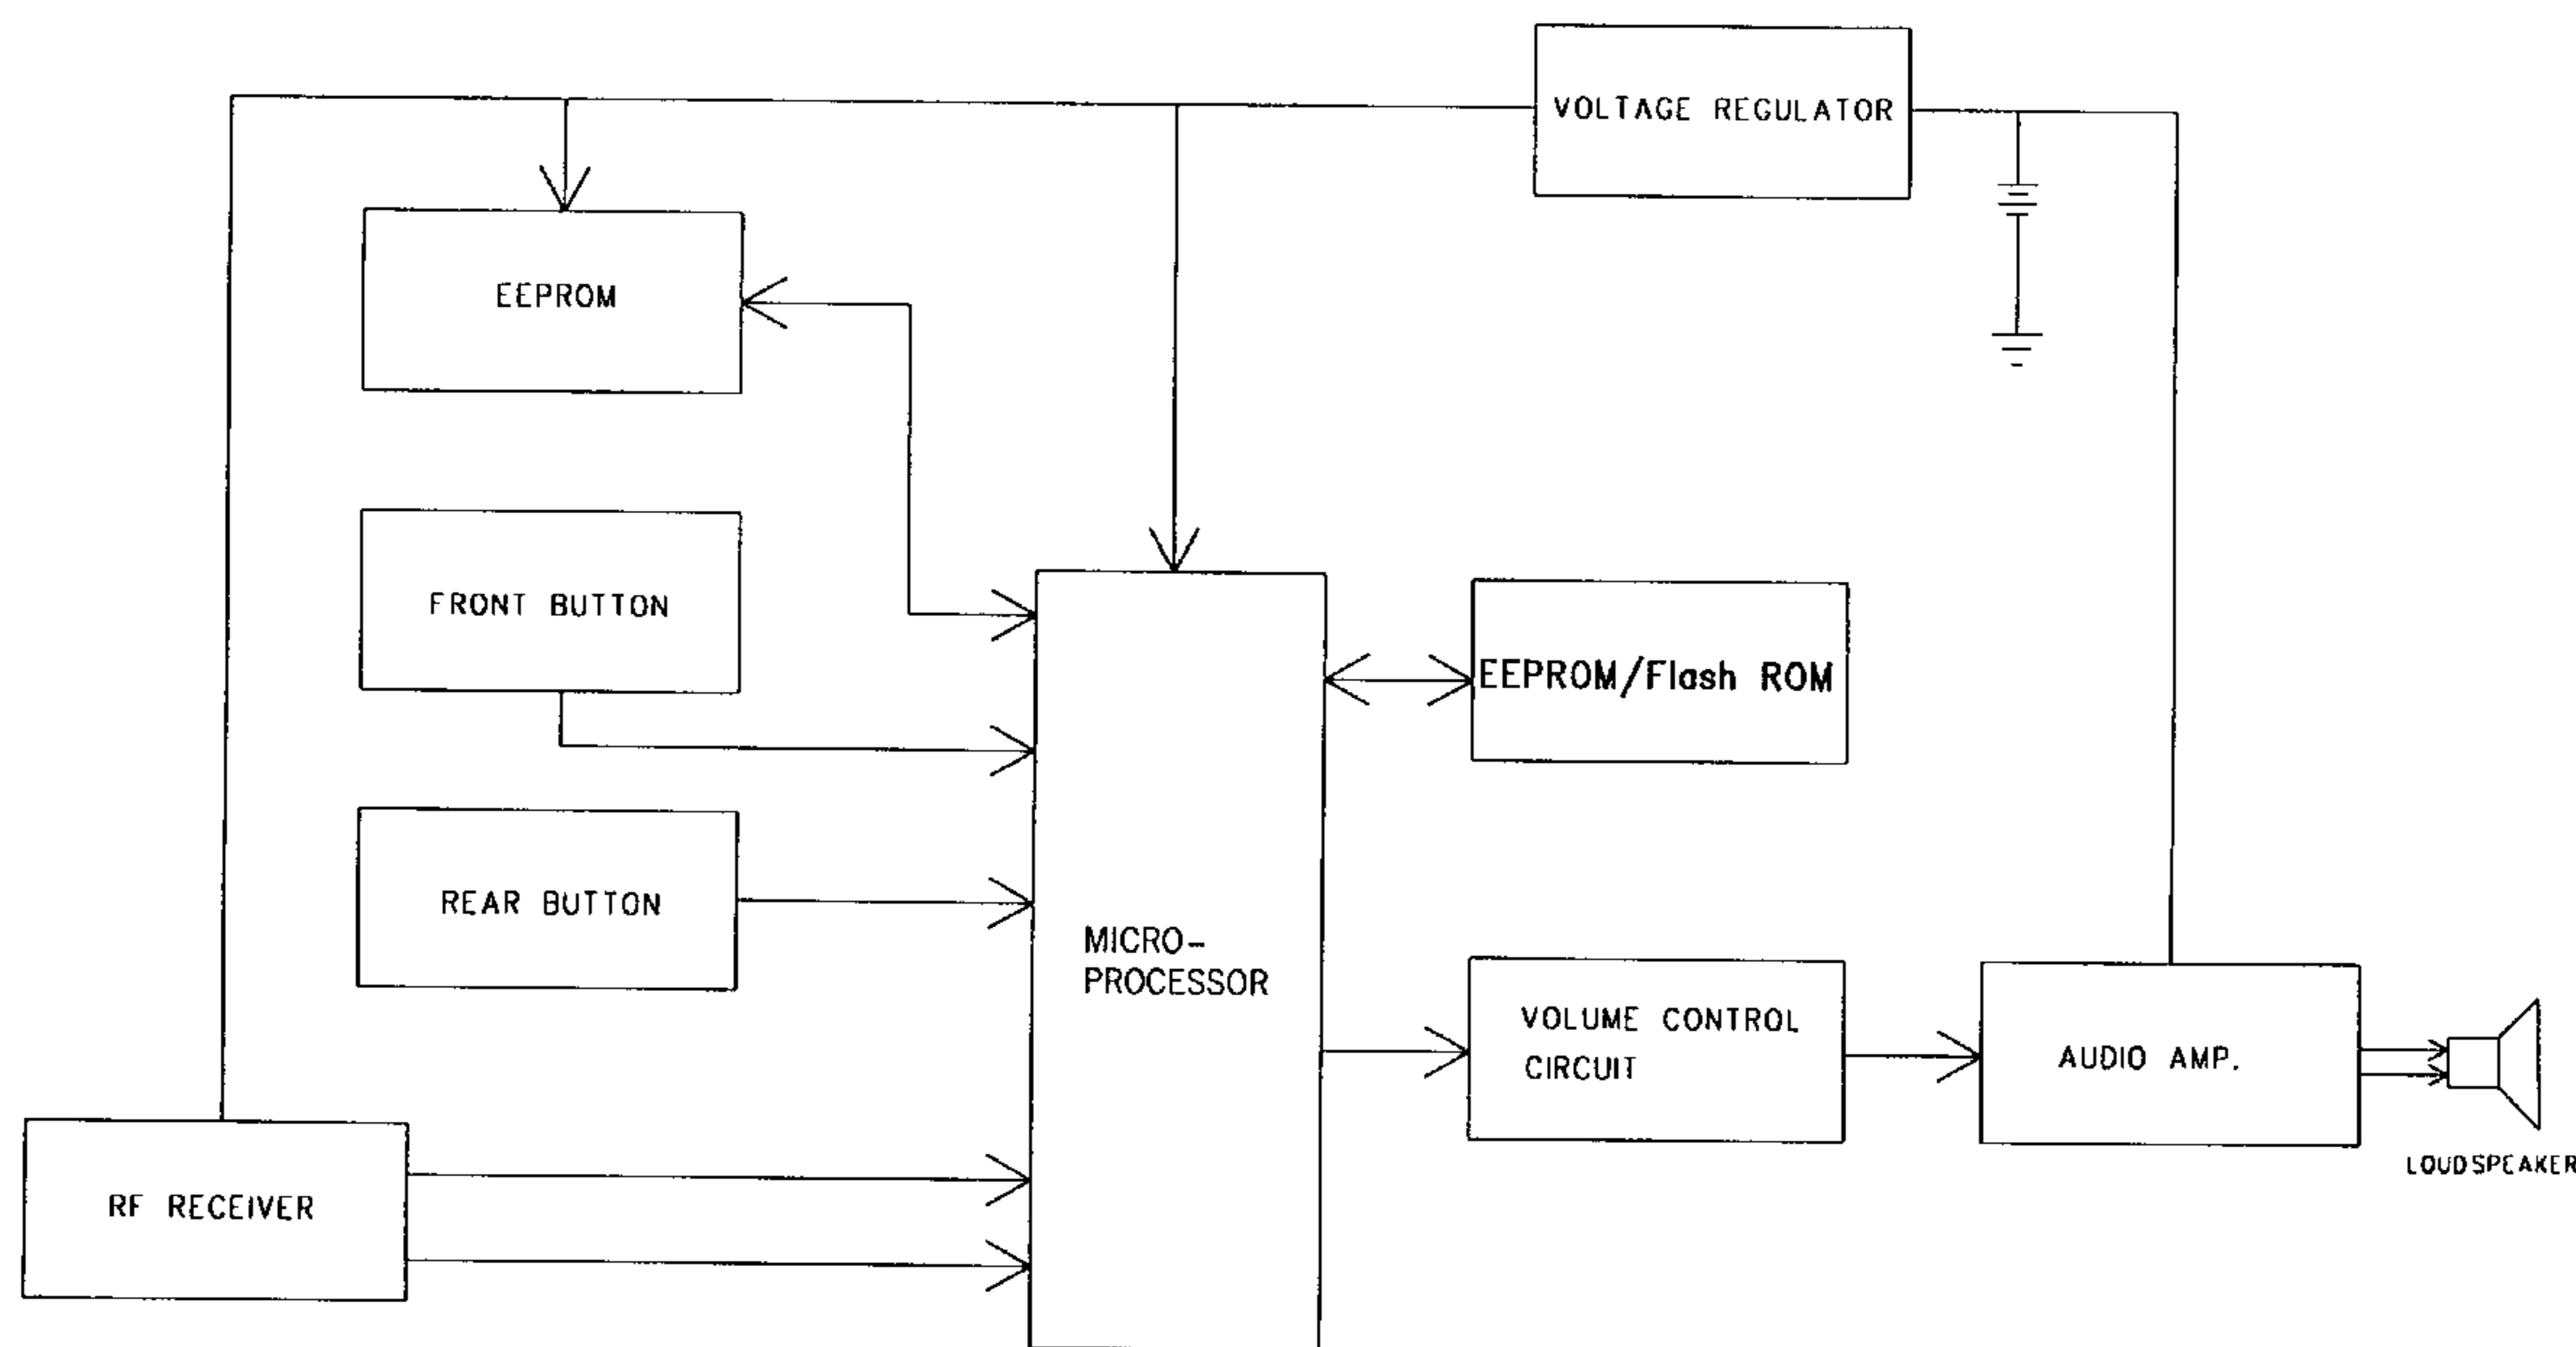 VOLTAGE REGULATOR
EEPROM
FRONT BUTTON
EEPROM/Flash ROM
REAR BUTTON
MICRO-
PROCESSOR
VOLUME CONTROL
CIRCUIT
AUDIO AMP.
LOUDSPEAKER
RF RECEIVER